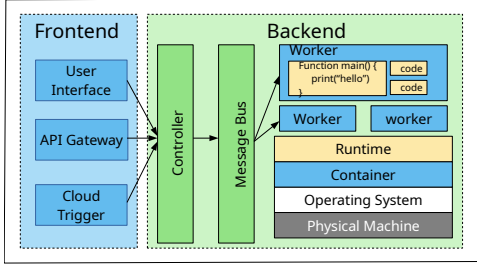 Frontend
User
Interface
API Gateway
Cloud
Trigger
Backend
Controller
Message Bus
Worker
Function main() {
print(“hello”)
}
code
code
Worker
worker
Runtime
Container
Operating System
Physical Machine